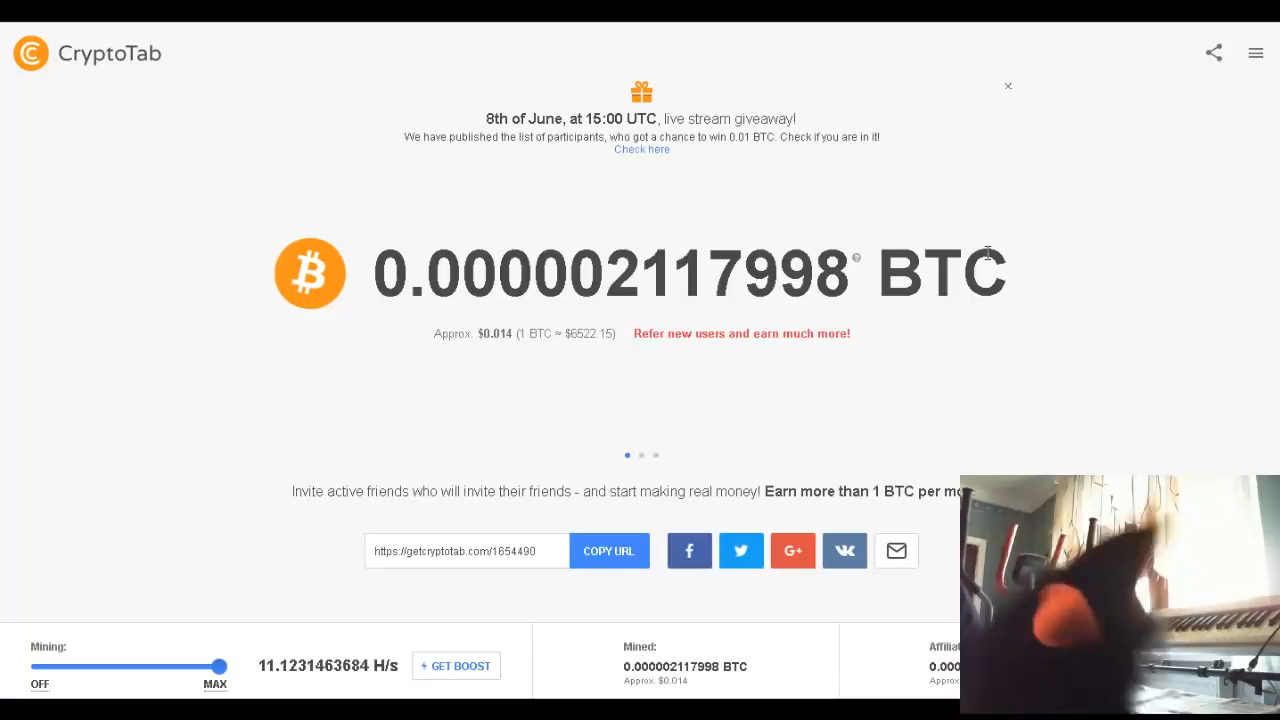 CryptoTab
8th of June, at 15:00 UTC, live stream giveaway!
We have published the list of participants, who got a chance to win 0.01 BTC. Check if you are in it!
Check here
0.000002117998 BTC
Approx. $0.014 (1 BTC ≈ $6522.15) Refer new users and earn much more!
Invite active friends who will invite their friends - and start making real money! Earn more than 1 BTC per
https://getcryptotab.com/1654490 COPY URL
Mining:
OFF
MAX
11.1231463684 H/s
GET BOOST
Mined:
0.000002117998 BTC
Approx. $0.014